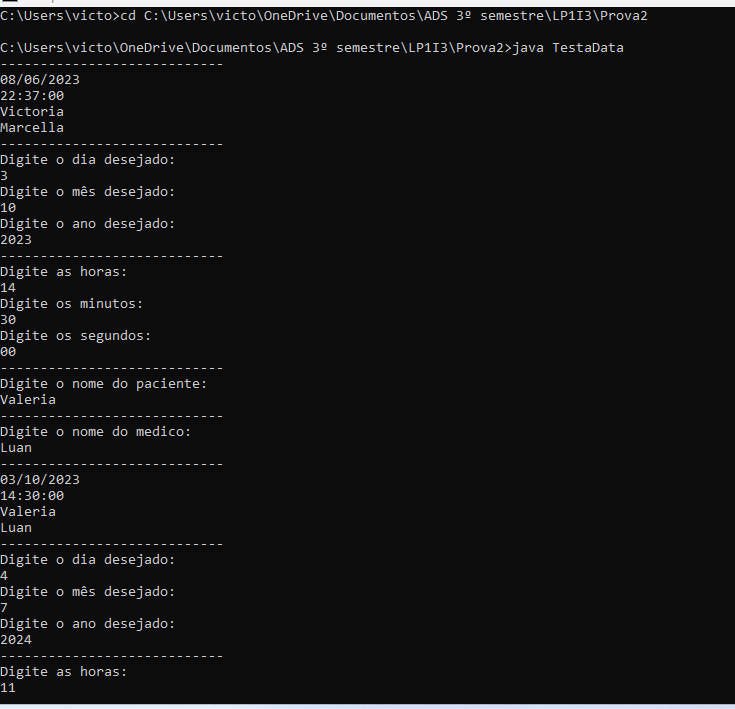 C:\Users\victo>cd C:\Users\victo\OneDrive\Documentos\ADS 3º semestre\LP1I3\Prova2
C:\Users\victo\OneDrive\Documentos\ADS 3º semestre\LP1I3\Prova2>java TestaData
----------------------------
08/06/2023
22:37:00
Victoria
Marcella
----------------------------
Digite o dia desejado:
3
Digite o mês desejado:
10
Digite o ano desejado:
2023
----------------------------
Digite as horas:
14
Digite os minutos:
30
Digite os segundos:
00
----------------------------
Digite o nome do paciente:
Valeria
----------------------------
Digite o nome do medico:
Luan
----------------------------
03/10/2023
14:30:00
Valeria
Luan
----------------------------
Digite o dia desejado:
4
Digite o mês desejado:
7
Digite o ano desejado:
2024
----------------------------
Digite as horas:
11